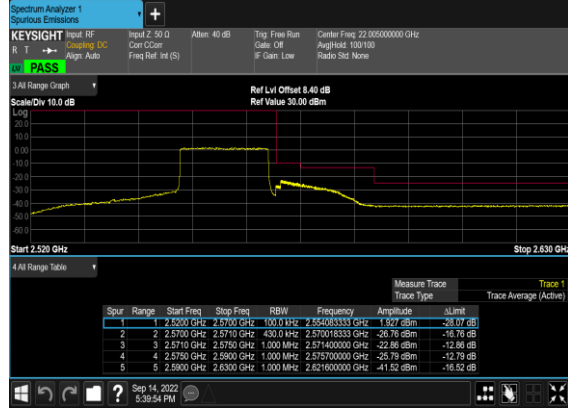 Spectrum Analyzer 1
Spurious Emissions
+
KEYSIGHT Input: RF Input Z: 50 Ω Atten: 40 dB Trig: Free Run Center Freq: 22.005000000 GHz
R T Coupling: DC Corr CCorr Gate: Off Avg|Hold: 100/100
Align: Auto Freq Ref: Int (S) IF Gain: Low Radio Std: None
LV PASS
3 All Range Graph
Ref Lvl Offset 8.40 dB
Scale/Div 10.0 dB Ref Value 30.00 dBm
Log
20.0
10.0
0.00
-10.0
-20.0
-30.0
-40.0
-50.0
-60.0
Start 2.520 GHz Stop 2.630 GHz
4 All Range Table
Measure Trace Trace 1
Trace Type Trace Average (Active)
Spur Range Start Freq Stop Freq RBW Frequency Amplitude ΔLimit
1 1 2.5200 GHz 2.5700 GHz 100.0 kHz 2.554083333 GHz 1.927 dBm -28.07 dB
2 2 2.5700 GHz 2.5710 GHz 430.0 kHz 2.570018333 GHz -26.76 dBm -16.76 dB
3 3 2.5710 GHz 2.5750 GHz 1.000 MHz 2.571400000 GHz -22.86 dBm -12.86 dB
4 4 2.5750 GHz 2.5900 GHz 1.000 MHz 2.575700000 GHz -25.79 dBm -12.79 dB
5 5 2.5900 GHz 2.6300 GHz 1.000 MHz 2.621600000 GHz -41.52 dBm -16.52 dB
? Sep 14, 2022
5:39:54 PM